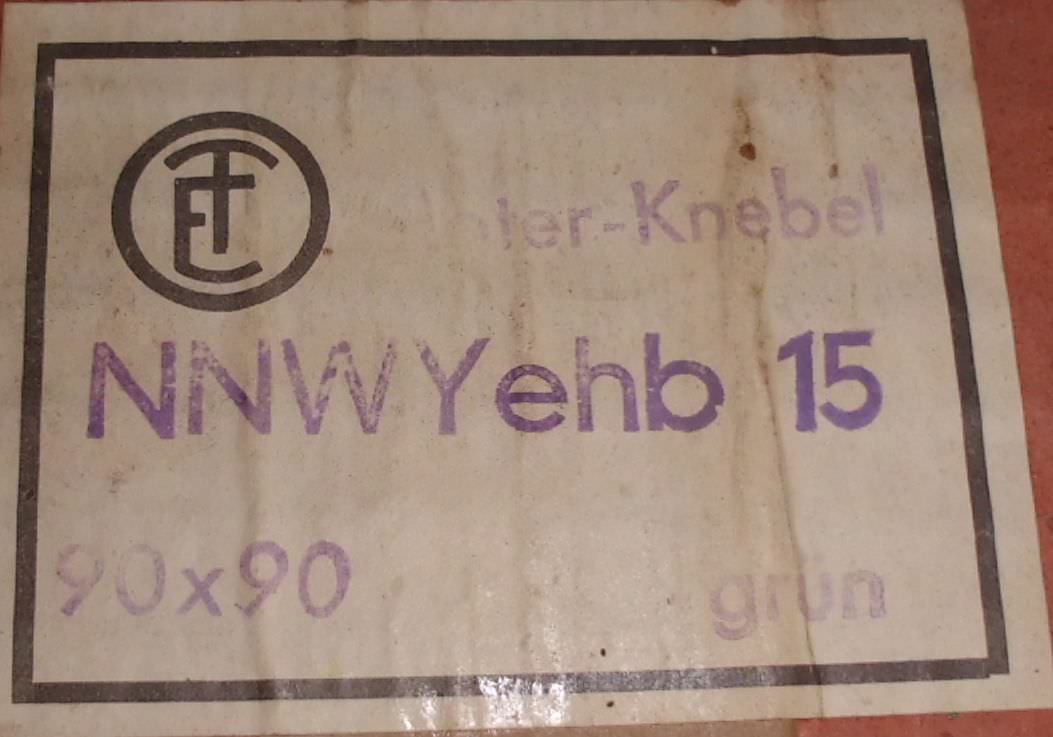 ter-Knebel
NNWYehb 15
90x90
grün